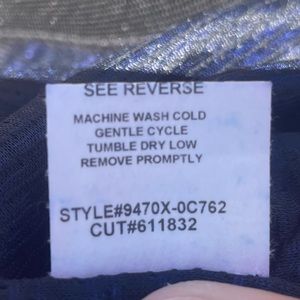 SEE REVERSE
MACHINE WASH COLD
GENTLE CYCLE
TUMBLE DRY LOW
REMOVE PROMPTLY
STYLE#9470X-0C762
CUT#611832